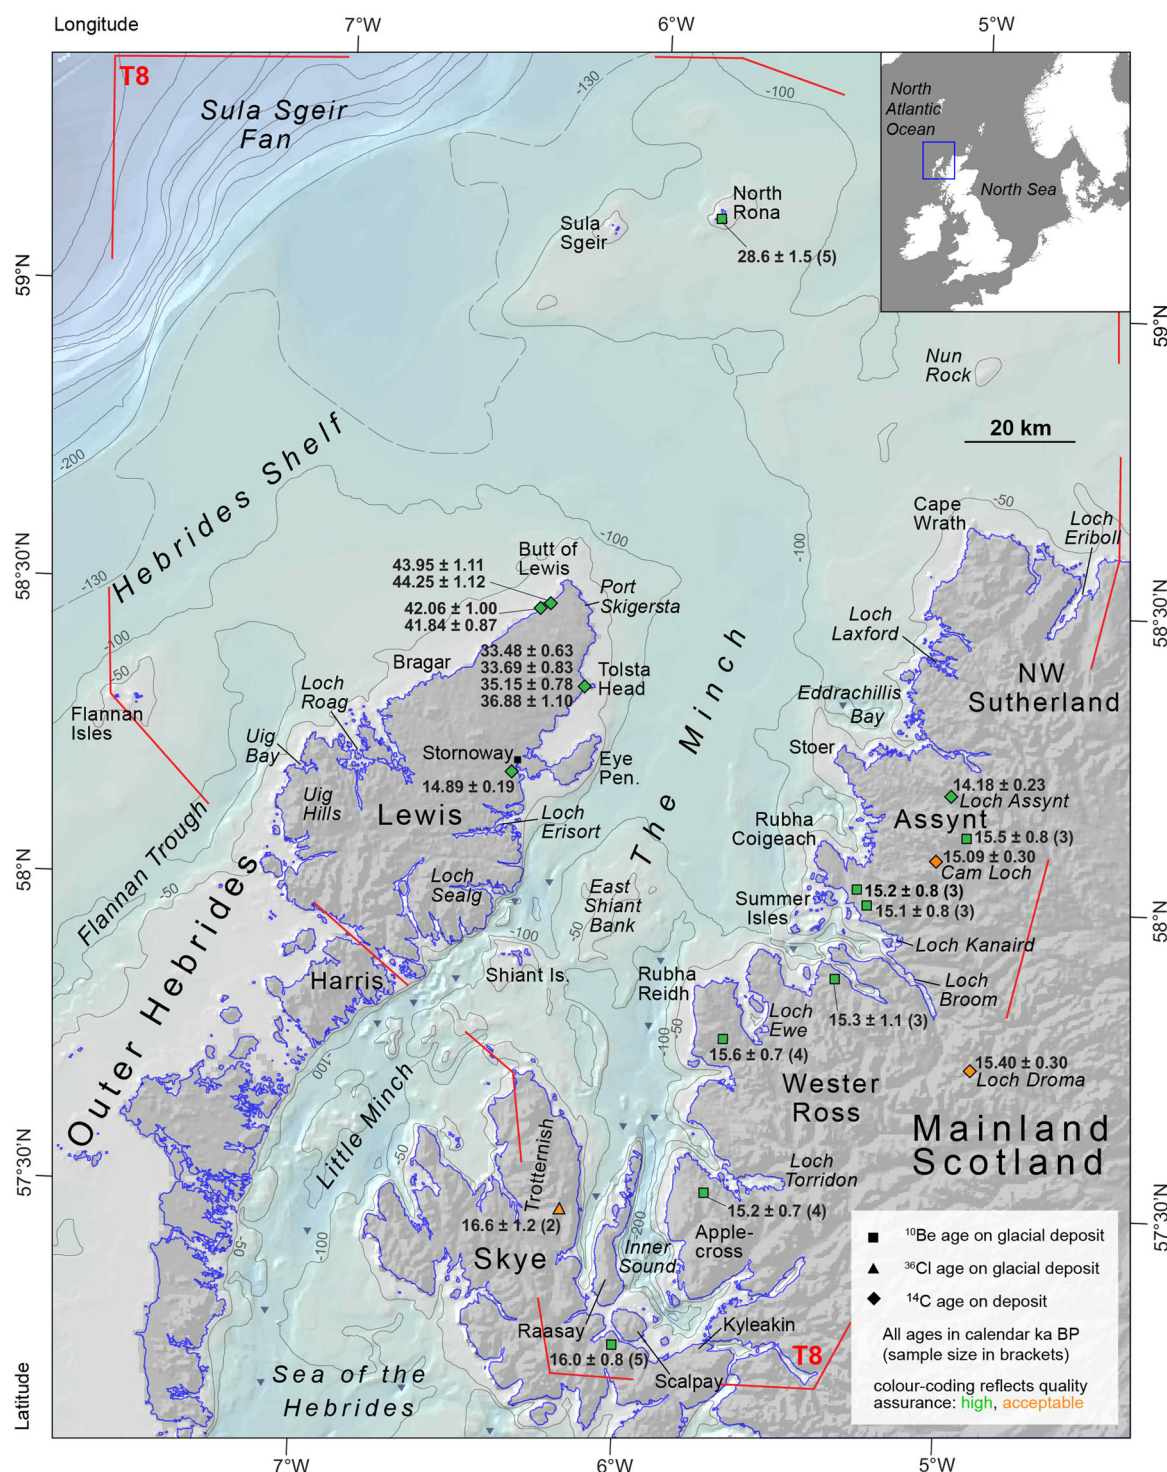 Longitude
7°W
6°W
5°W
T8
Sula Sgeir
Fan
-130
-100
North
Atlantic
Ocean
North Sea
North
Rona
Sula
Sgeir
28.6 ± 1.5 (5)
59°N
59°N
Nun
Rock
20 km
-200
Hebrides Shelf
-50
Cape
Wrath
Loch
Eriboll
-100
-100
Butt of
Lewis
43.95 ± 1.11
44.25 ± 1.12
58°30'N
58°30'N
-130
Port
Skigersta
42.06 ± 1.00
41.84 ± 0.87
Loch
Laxford
-100
-50
33.48 ± 0.63
33.69 ± 0.83
35.15 ± 0.78
36.88 ± 1.10
Bragar
Tolsta
Head
NW
Sutherland
Loch
Roag
Eddrachillis
Bay
Flannan
Isles
Uig
Bay
Stornoway
Stoer
Eye
Pen.
14.89 ± 0.19
The Minch
14.18 ± 0.23
Loch Assynt
Uig
Hills
Lewis
Loch
Erisort
Rubha
Coigeach
Assynt
15.5 ± 0.8 (3)
Flannan Trough
58°N
58°N
15.09 ± 0.30
Cam Loch
-50
Loch
Sealg
East
Shiant
Bank
15.2 ± 0.8 (3)
15.1 ± 0.8 (3)
Summer
Isles
-100
-50
Loch Kanaird
Outer Hebrides
Harris
Shiant Is.
Rubha
Reidh
Loch
Broom
Loch
Ewe
15.3 ± 1.1 (3)
-100
-50
15.6 ± 0.7 (4)
-100
15.40 ± 0.30
Loch Droma
Wester
Ross
Little Minch
Mainland
Scotland
-50
57°30'N
57°30'N
Trotternish
Loch
Torridon
16.6 ± 1.2 (2)
15.2 ± 0.7 (4)
-200
Apple-
cross
-50
-100
Skye
Inner
Sound
10Be age on glacial deposit
36Cl age on glacial deposit
14C age on deposit
All ages in calendar ka BP
(sample size in brackets)
colour-coding reflects quality
assurance: high, acceptable
Raasay
Kyleakin
16.0 ± 0.8 (5)
Scalpay
T8
Sea of the
Hebrides
Latitude
7°W
6°W
5°W